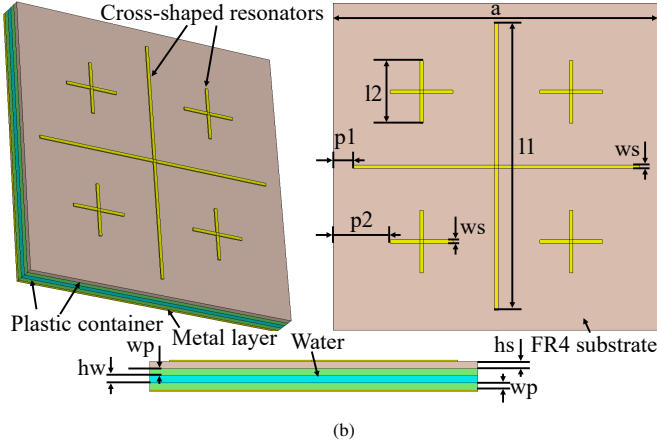 Cross-shaped resonators
a
l2
l1
p1
ws
p2
ws
Plastic container
Metal layer
Water
FR4 substrate
wp
hs
hw
wp
(b)